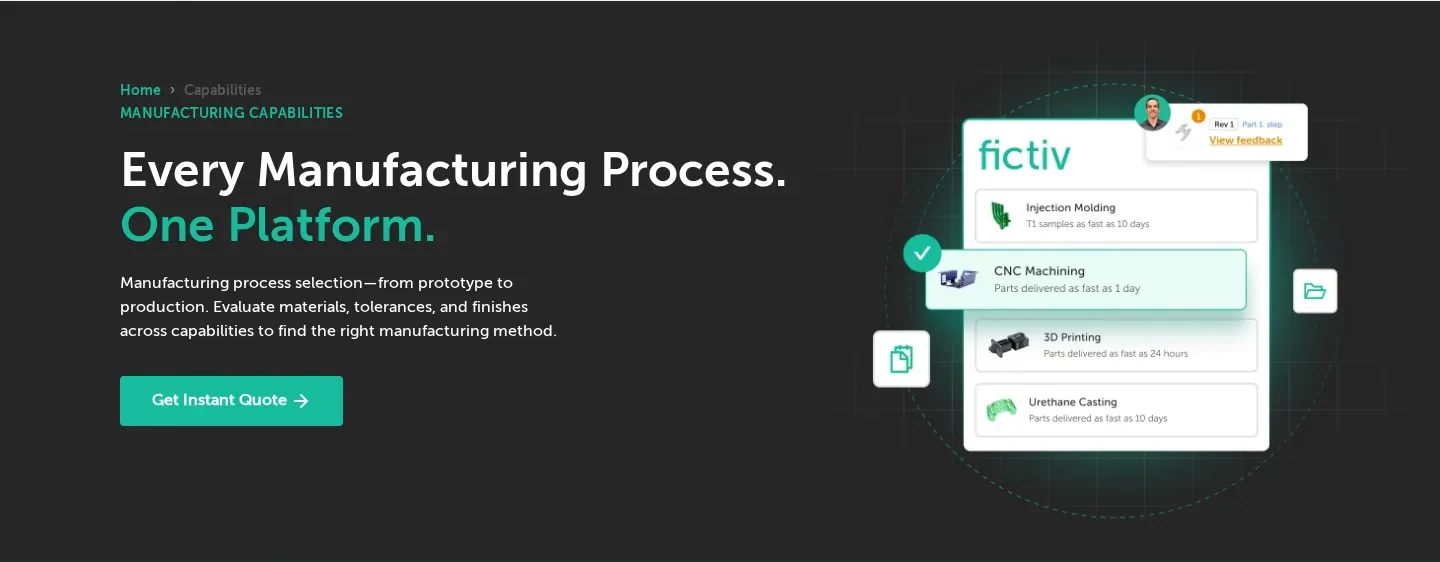 Home › Capabilities
MANUFACTURING CAPABILITIES
Every Manufacturing Process.
One Platform.
Manufacturing process selection—from prototype to
production. Evaluate materials, tolerances, and finishes
across capabilities to find the right manufacturing method.
Get Instant Quote →
fictiv
1
Rev 1 Part 1. step
View feedback
Injection Molding
T1 samples as fast as 10 days
CNC Machining
Parts delivered as fast as 1 day
3D Printing
Parts delivered as fast as 24 hours
Urethane Casting
Parts delivered as fast as 10 days